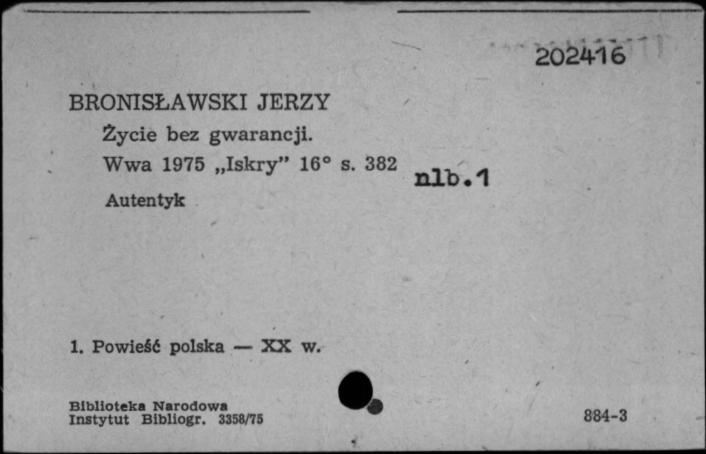 202416
BRONISŁAWSKI JERZY
Życie bez gwarancji.
Wwa 1975 „Iskry” 16° s. 382 nlb.1
Autentyk
1. Powieść polska — XX w.
Biblioteka Narodowa
Instytut Bibliogr. 3358/75
884-3